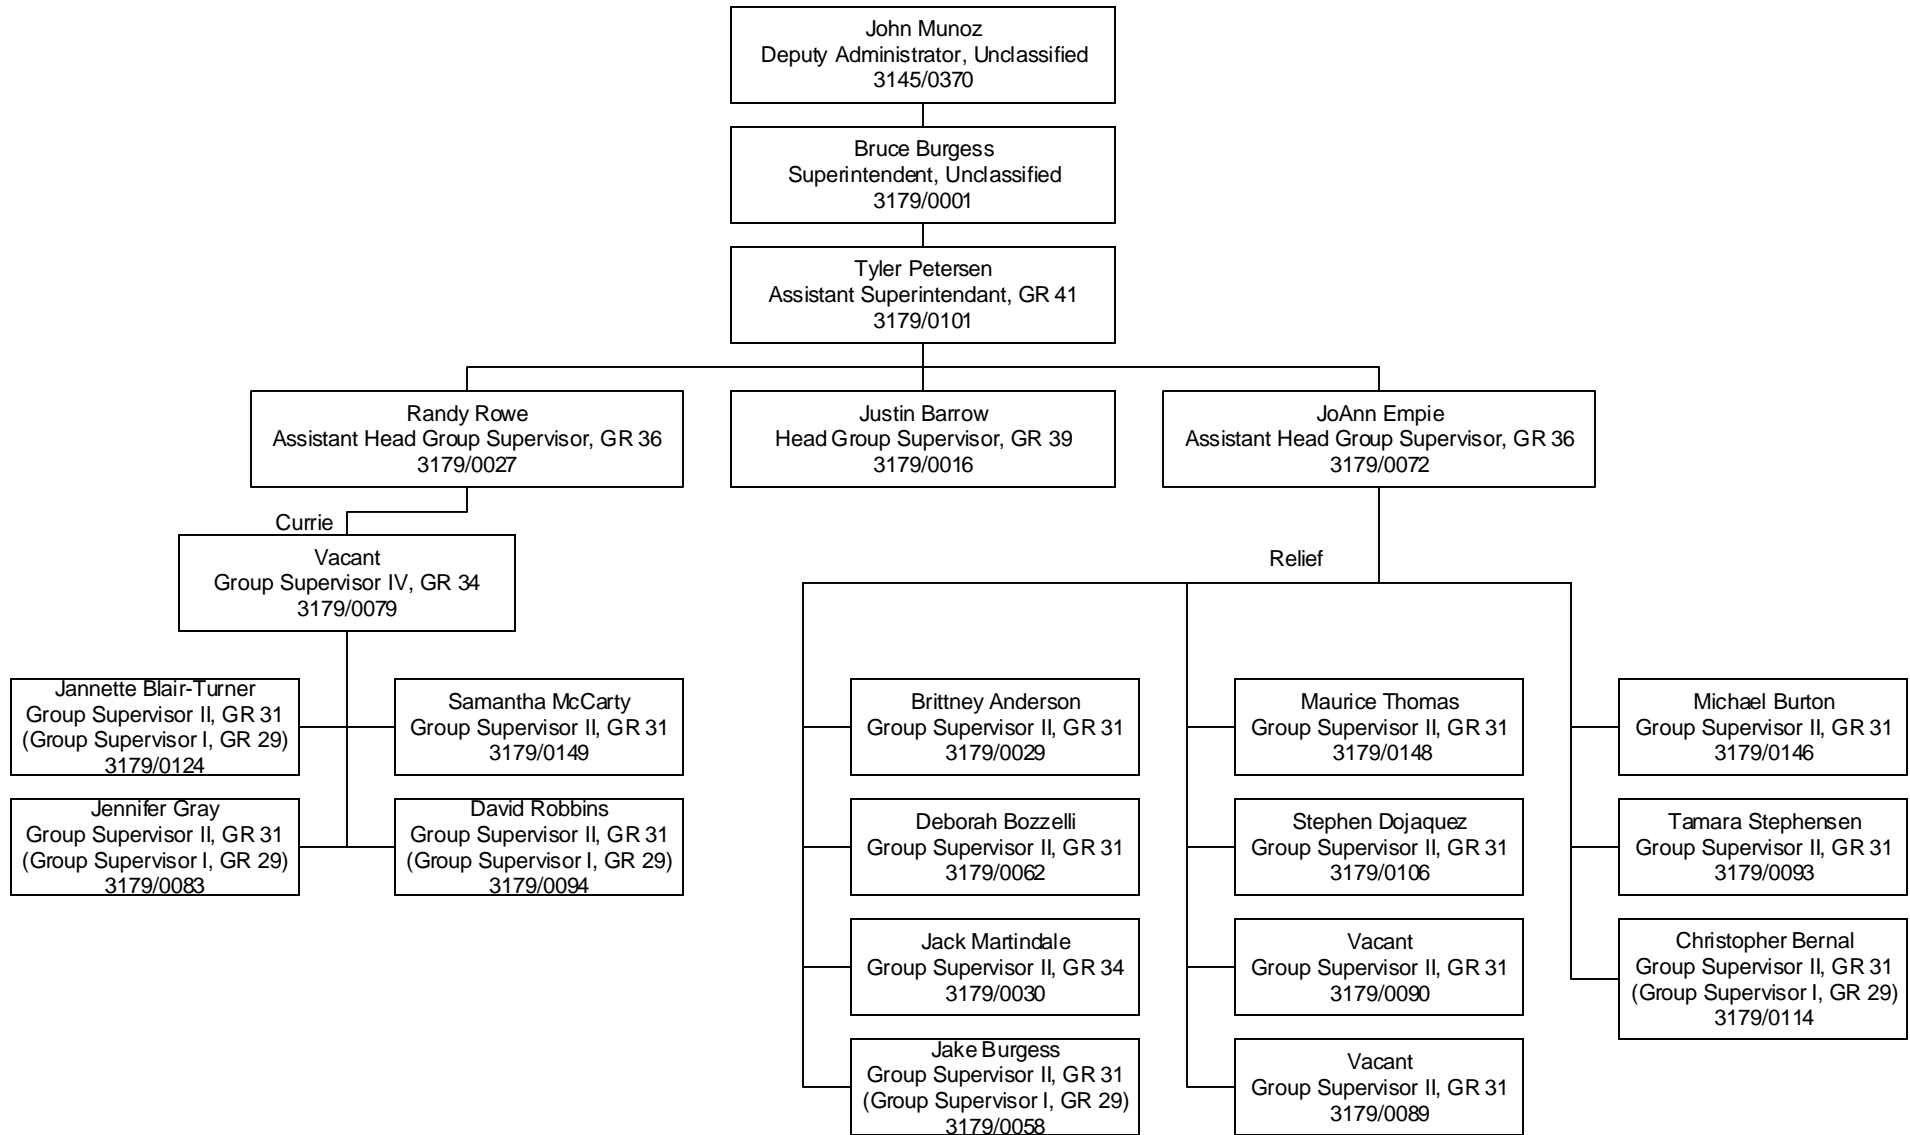 John Munoz
Deputy Administrator, Unclassified
3145/0370
Bruce Burgess
Superintendent, Unclassified
3179/0001
Tyler Petersen
Assistant Superintendant, GR 41
3179/0101
Randy Rowe
Assistant Head Group Supervisor, GR 36
3179/0027
Justin Barrow
Head Group Supervisor, GR 39
3179/0016
JoAnn Empie
Assistant Head Group Supervisor, GR 36
3179/0072
Currie
Vacant
Group Supervisor IV, GR 34
3179/0079
Relief
Jannette Blair-Turner
Group Supervisor II, GR 31
(Group Supervisor I, GR 29)
3179/0124
Samantha McCarty
Group Supervisor II, GR 31
3179/0149
Jennifer Gray
Group Supervisor II, GR 31
(Group Supervisor I, GR 29)
3179/0083
David Robbins
Group Supervisor II, GR 31
(Group Supervisor I, GR 29)
3179/0094
Brittney Anderson
Group Supervisor II, GR 31
3179/0029
Deborah Bozzelli
Group Supervisor II, GR 31
3179/0062
Jack Martindale
Group Supervisor II, GR 34
3179/0030
Jake Burgess
Group Supervisor II, GR 31
(Group Supervisor I, GR 29)
3179/0058
Maurice Thomas
Group Supervisor II, GR 31
3179/0148
Stephen Dojaquez
Group Supervisor II, GR 31
3179/0106
Vacant
Group Supervisor II, GR 31
3179/0090
Vacant
Group Supervisor II, GR 31
3179/0089
Michael Burton
Group Supervisor II, GR 31
3179/0146
Tamara Stephensen
Group Supervisor II, GR 31
3179/0093
Christopher Bernal
Group Supervisor II, GR 31
(Group Supervisor I, GR 29)
3179/0114